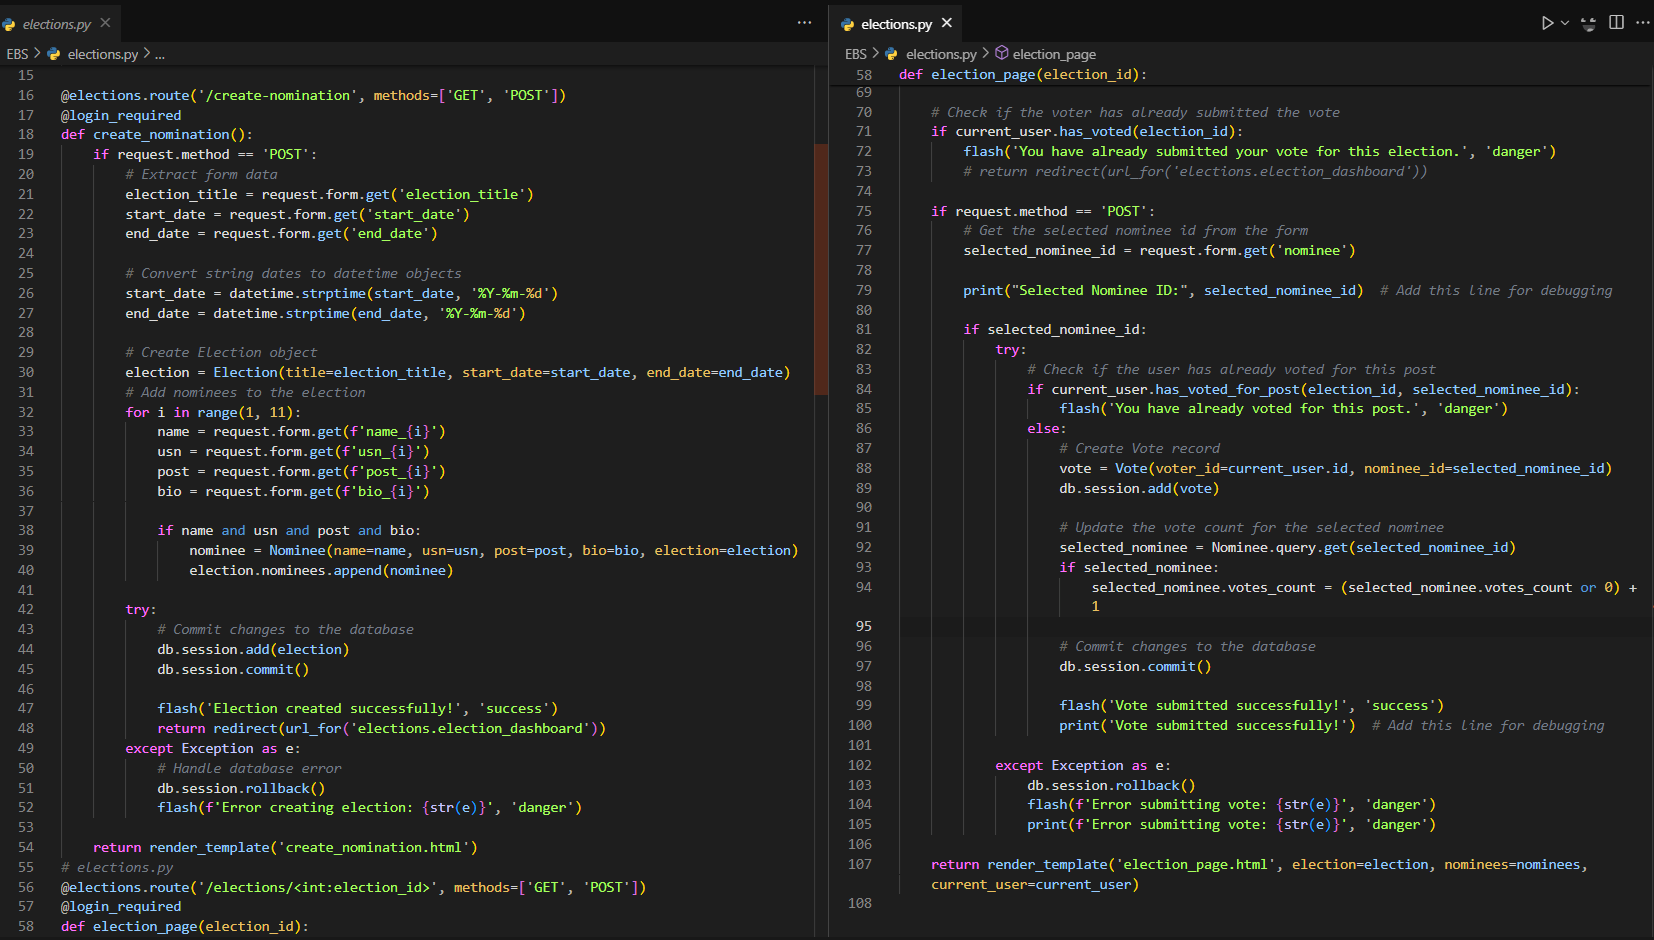 elections.py
EBS > elections.py > ...
15
16 @elections.route('/create-nomination', methods=['GET', 'POST'])
17 @login_required
18 def create_nomination():
19     if request.method == 'POST':
20         # Extract form data
21         election_title = request.form.get('election_title')
22         start_date = request.form.get('start_date')
23         end_date = request.form.get('end_date')
24
25         # Convert string dates to datetime objects
26         start_date = datetime.strptime(start_date, '%Y-%m-%d')
27         end_date = datetime.strptime(end_date, '%Y-%m-%d')
28
29         # Create Election object
30         election = Election(title=election_title, start_date=start_date, end_date=end_date)
31         # Add nominees to the election
32         for i in range(1, 11):
33             name = request.form.get(f'name_{i}')
34             usn = request.form.get(f'usn_{i}')
35             post = request.form.get(f'post_{i}')
36             bio = request.form.get(f'bio_{i}')
37
38             if name and usn and post and bio:
39                 nominee = Nominee(name=name, usn=usn, post=post, bio=bio, election=election)
40                 election.nominees.append(nominee)
41
42         try:
43             # Commit changes to the database
44             db.session.add(election)
45             db.session.commit()
46
47             flash('Election created successfully!', 'success')
48             return redirect(url_for('elections.election_dashboard'))
49         except Exception as e:
50             # Handle database error
51             db.session.rollback()
52             flash(f'Error creating election: {str(e)}', 'danger')
53
54     return render_template('create_nomination.html')
55 # elections.py
56 @elections.route('/elections/<int:election_id>', methods=['GET', 'POST'])
57 @login_required
58 def election_page(election_id):
elections.py
EBS > elections.py > election_page
58 def election_page(election_id):
69
70     # Check if the voter has already submitted the vote
71     if current_user.has_voted(election_id):
72         flash('You have already submitted your vote for this election.', 'danger')
73         # return redirect(url_for('elections.election_dashboard'))
74
75     if request.method == 'POST':
76         # Get the selected nominee id from the form
77         selected_nominee_id = request.form.get('nominee')
78
79         print("Selected Nominee ID:", selected_nominee_id)  # Add this line for debugging
80
81         if selected_nominee_id:
82             try:
83                 # Check if the user has already voted for this post
84                 if current_user.has_voted_for_post(election_id, selected_nominee_id):
85                     flash('You have already voted for this post.', 'danger')
86                 else:
87                     # Create Vote record
88                     vote = Vote(voter_id=current_user.id, nominee_id=selected_nominee_id)
89                     db.session.add(vote)
90
91                     # Update the vote count for the selected nominee
92                     selected_nominee = Nominee.query.get(selected_nominee_id)
93                     if selected_nominee:
94                         selected_nominee.votes_count = (selected_nominee.votes_count or 0) +
1
95
96                     # Commit changes to the database
97                     db.session.commit()
98
99                     flash('Vote submitted successfully!', 'success')
100                     print('Vote submitted successfully!')  # Add this line for debugging
101
102             except Exception as e:
103                 db.session.rollback()
104                 flash(f'Error submitting vote: {str(e)}', 'danger')
105                 print(f'Error submitting vote: {str(e)}', 'danger')
106
107     return render_template('election_page.html', election=election, nominees=nominees,
current_user=current_user)
108